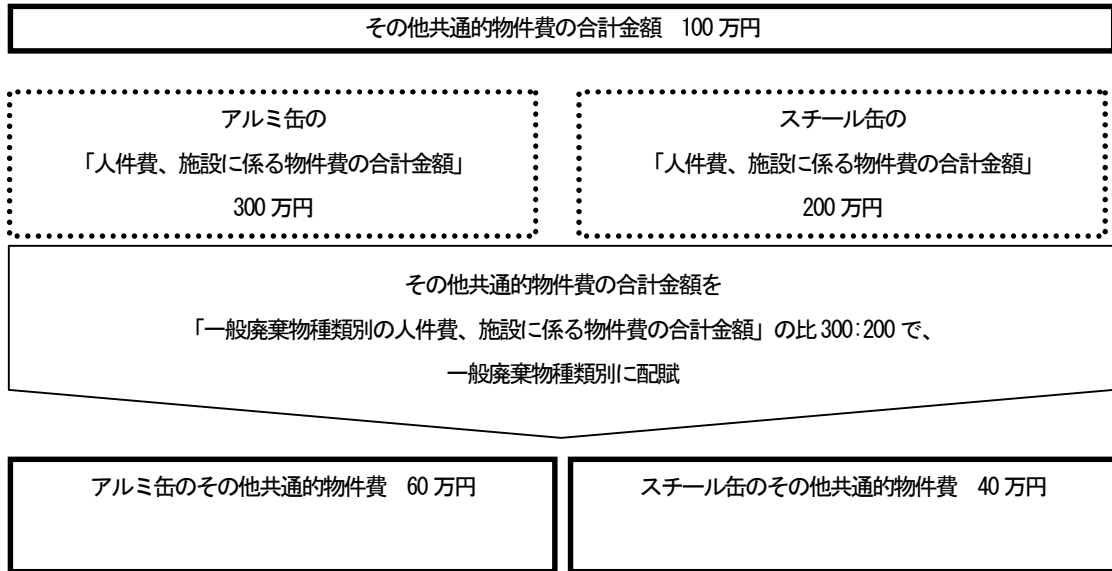 その他共通的物件費の合計金額　100 万円
アルミ缶の
「人件費、施設に係る物件費の合計金額」
300 万円
スチール缶の
「人件費、施設に係る物件費の合計金額」
200 万円
その他共通的物件費の合計金額を
「一般廃棄物種類別の人件費、施設に係る物件費の合計金額」の比 300:200 で、
一般廃棄物種類別に配賦
アルミ缶のその他共通的物件費　60 万円
スチール缶のその他共通的物件費　40 万円